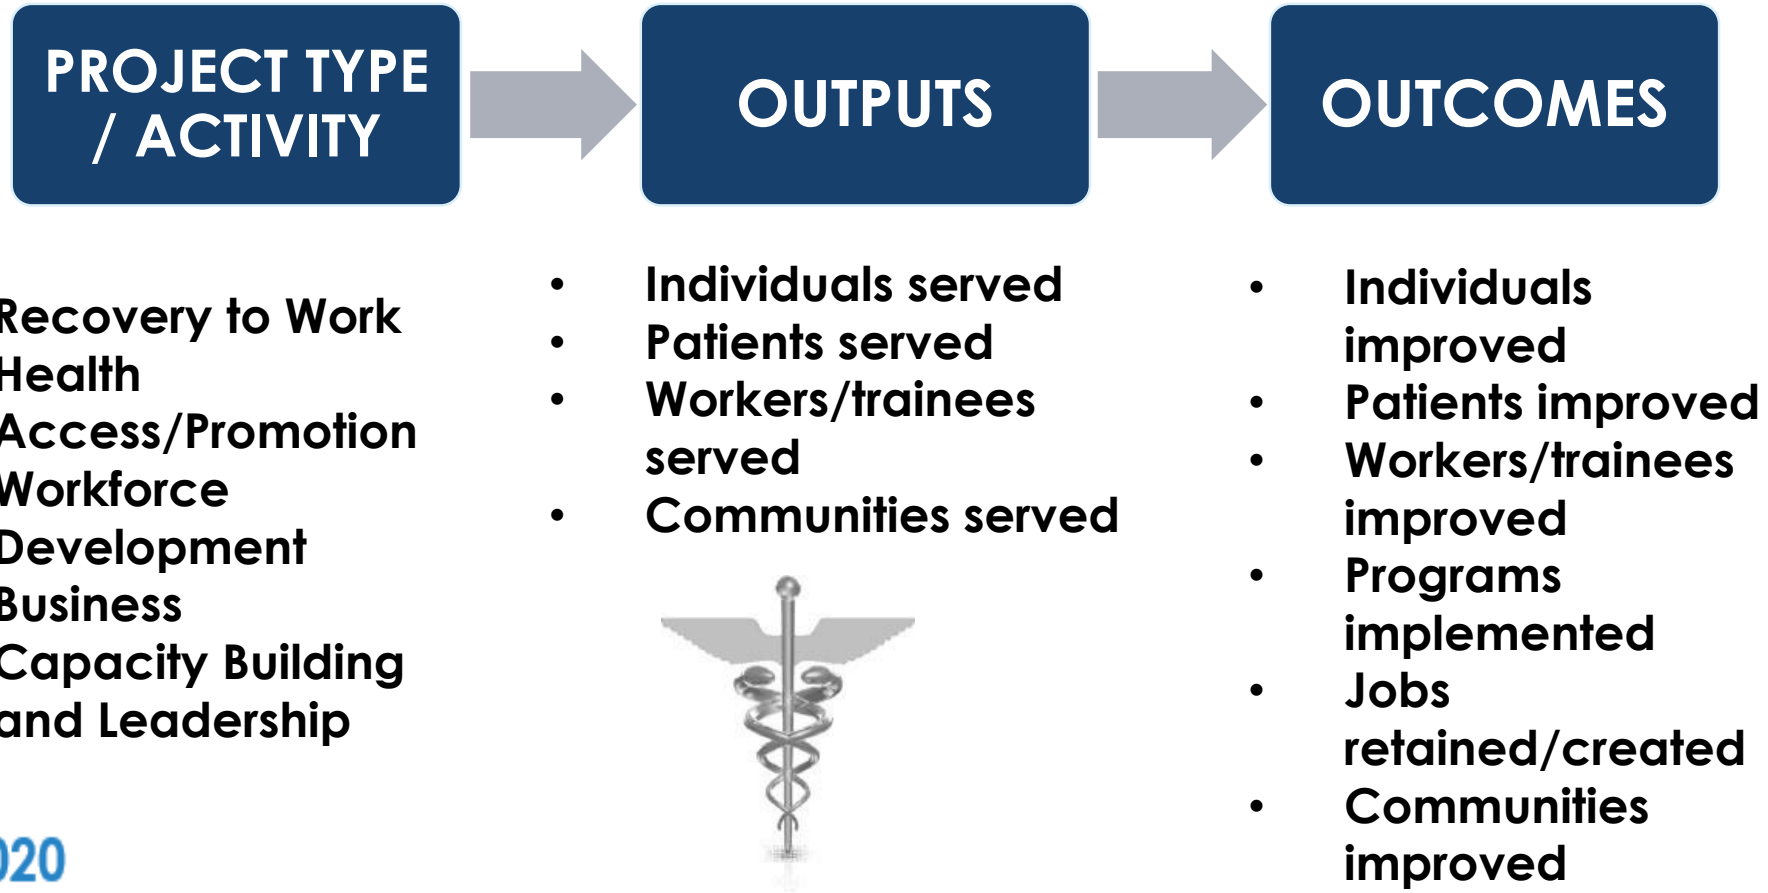 PROJECT TYPE
/ ACTIVITY
OUTPUTS
OUTCOMES
Recovery to Work
Health
Access/Promotion
Workforce
Development
Business
Capacity Building
and Leadership
• Individuals served
• Patients served
• Workers/trainees
served
• Communities served
• Individuals
improved
• Patients improved
• Workers/trainees
improved
• Programs
implemented
• Jobs
retained/created
• Communities
improved
020